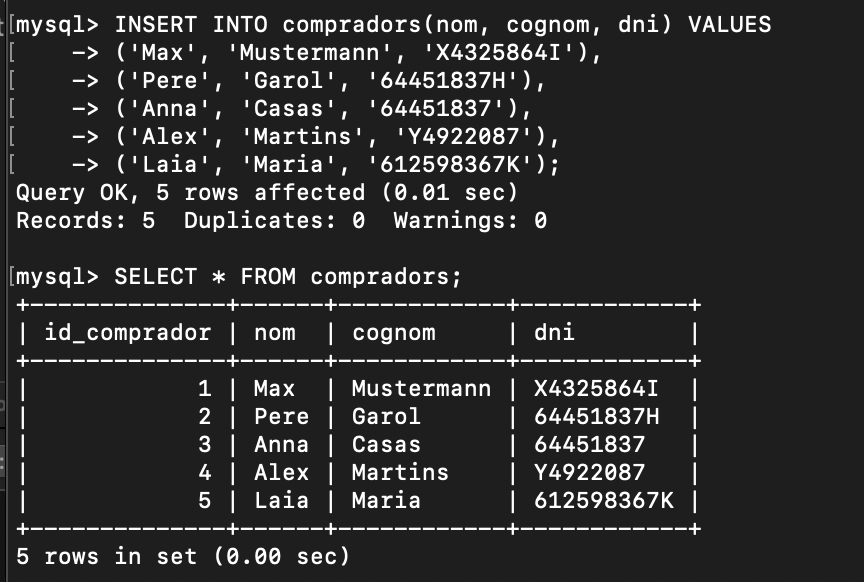 mysql> INSERT INTO compradors(nom, cognom, dni) VALUES
    -> ('Max', 'Mustermann', 'X4325864I'),
    -> ('Pere', 'Garol', '64451837H'),
    -> ('Anna', 'Casas', '64451837'),
    -> ('Alex', 'Martins', 'Y4922087'),
    -> ('Laia', 'Maria', '612598367K');
Query OK, 5 rows affected (0.01 sec)
Records: 5  Duplicates: 0  Warnings: 0

mysql> SELECT * FROM compradors;
+--------------+------+------------+------------+
| id_comprador | nom  | cognom     | dni        |
+--------------+------+------------+------------+
|            1 | Max  | Mustermann | X4325864I  |
|            2 | Pere | Garol      | 64451837H  |
|            3 | Anna | Casas      | 64451837   |
|            4 | Alex | Martins    | Y4922087   |
|            5 | Laia | Maria      | 612598367K |
+--------------+------+------------+------------+
5 rows in set (0.00 sec)